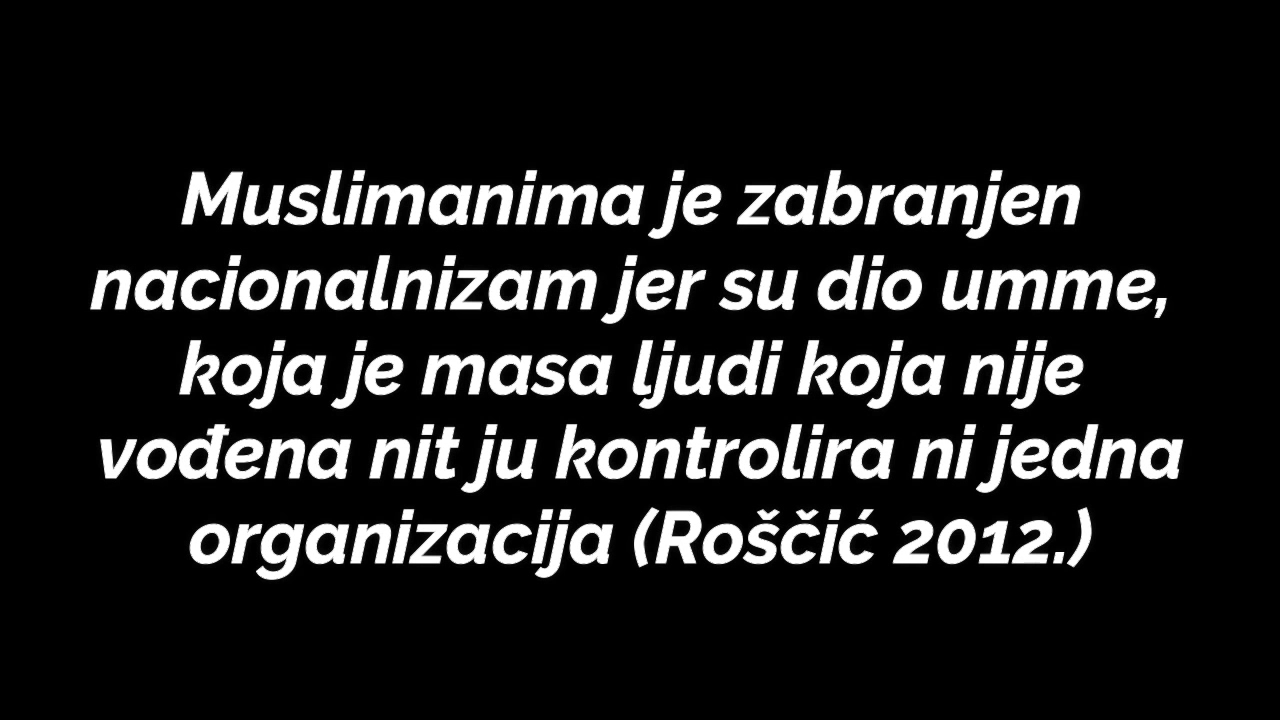 Muslimanima je zabranjen
nacionalnizam jer su dio umme,
koja je masa ljudi koja nije
vođena nit ju kontrolira ni jedna
organizacija (Roščić 2012.)